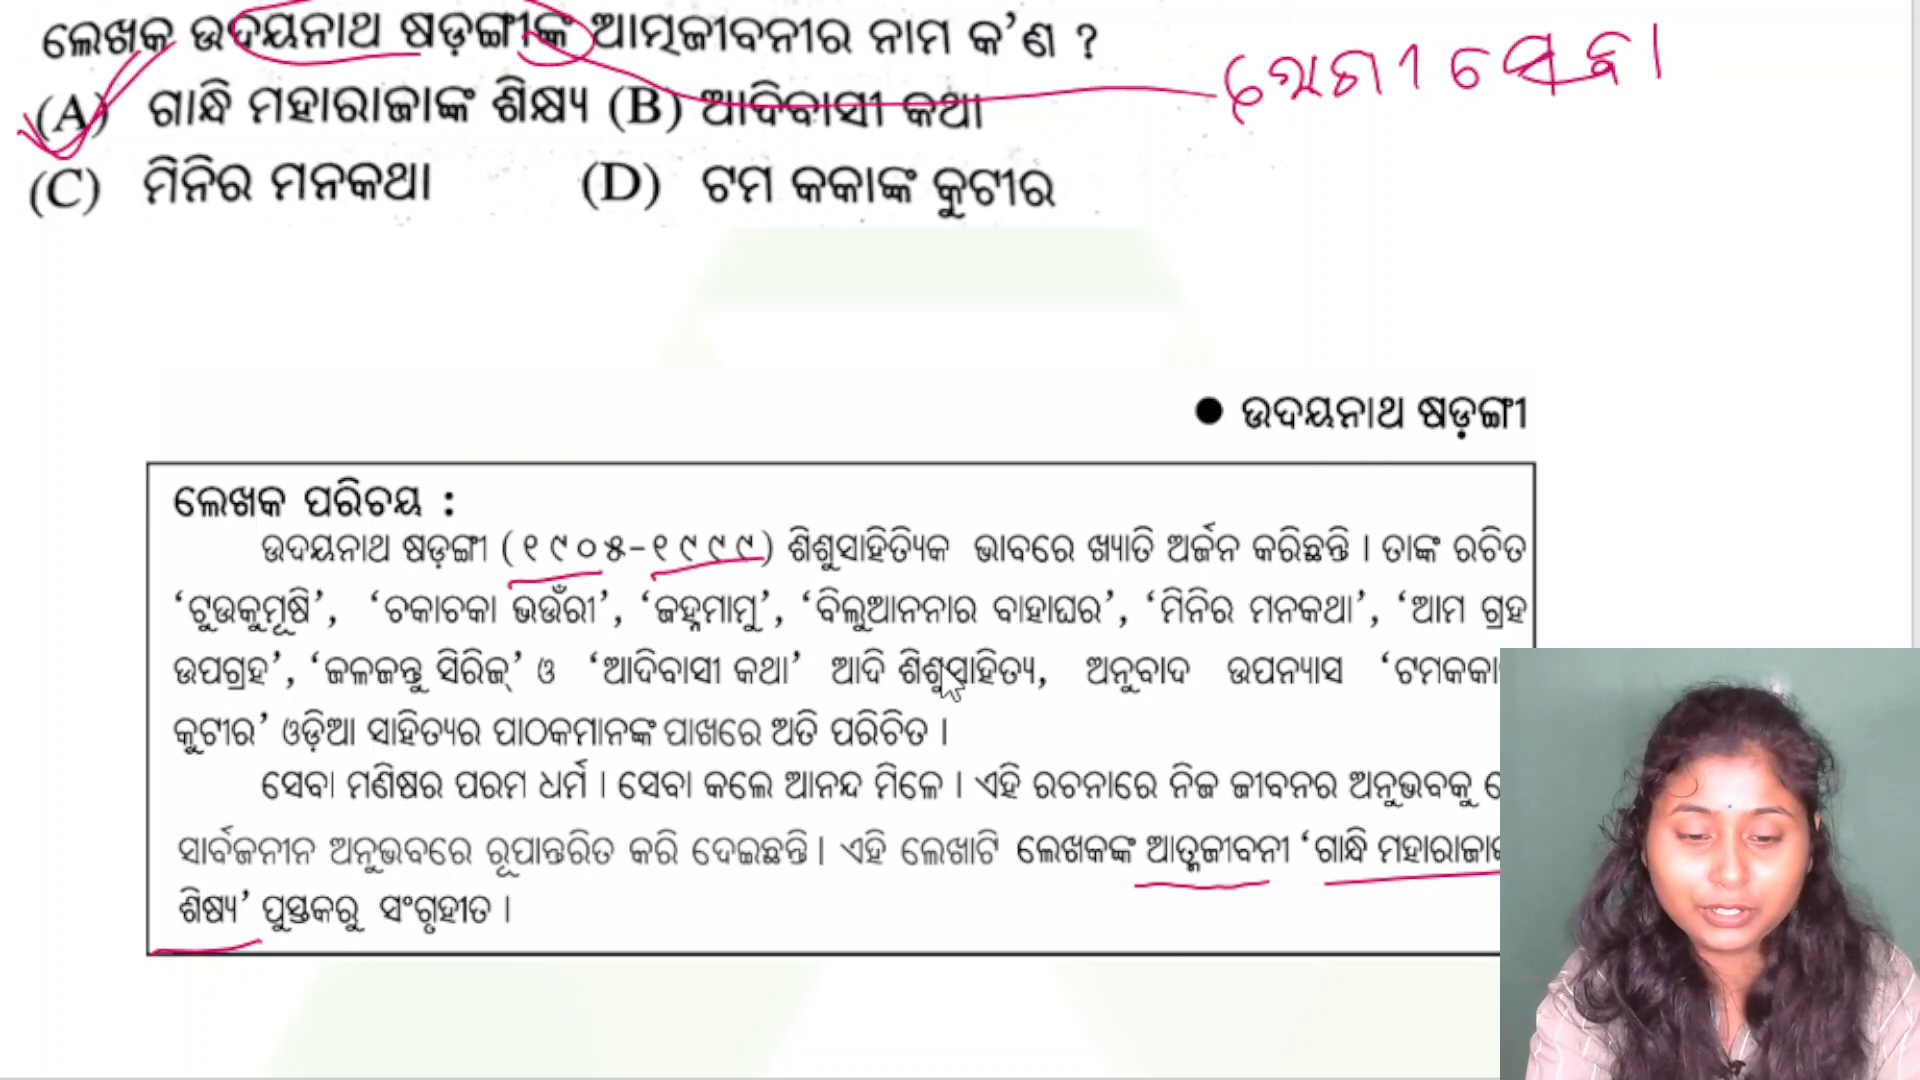 ଲେଖକ ଉଦୟନାଥ ଷଡ଼ଙ୍ଗୀଙ୍କ ଆତ୍ମଜୀବନୀର ନାମ କ'ଣ ?
ରୋଗୀ ସେବା
(A) ଗାନ୍ଧି ମହାରାଜାଙ୍କ ଶିକ୍ଷ୍ୟ (B) ଆଦିବାସୀ କଥା
(C) ମିନିର ମନକଥା (D) ଟମ କକାଙ୍କ କୁଟୀର
● ଉଦୟନାଥ ଷଡ଼ଙ୍ଗୀ
ଲେଖକ ପରିଚୟ :
ଉଦୟନାଥ ଷଡ଼ଙ୍ଗୀ (୧୯୦୫-୧୯୯୯) ଶିଶୁସାହିତ୍ୟିକ ଭାବରେ ଖ୍ୟାତି ଅର୍ଜନ କରିଛନ୍ତି । ତାଙ୍କ ରଚିତ
‘ଟୁଉକୁମୂଷି’, ‘ଚକାଚକା ଭଉଁରୀ’, ‘ଜହ୍ନମାମୁ’, ‘ବିଲୁଆନନାର ବାହାଘର’, ‘ମିନିର ମନକଥା’, ‘ଆମ ଗ୍ରହ
ଉପଗ୍ରହ’, ‘ଜଳଜନ୍ତୁ ସିରିଜ୍’ ଓ ‘ଆଦିବାସୀ କଥା’ ଆଦି ଶିଶୁସାହିତ୍ୟ, ଅନୁବାଦ ଉପନ୍ୟାସ
କୁଟୀର’ ଓଡ଼ିଆ ସାହିତ୍ୟର ପାଠକମାନଙ୍କ ପାଖରେ ଅତି ପରିଚିତ ।
ସେବା ମଣିଷର ପରମ ଧର୍ମ । ସେବା କଲେ ଆନନ୍ଦ ମିଳେ । ଏହି ରଚନାରେ ନିଜ ଜୀବନର ଅନୁଭବକୁ
ସାର୍ବଜନୀନ ଅନୁଭବରେ ରୂପାନ୍ତରିତ କରି ଦେଇଛନ୍ତି । ଏହି ଲେଖାଟି ଲେଖକଙ୍କ ଆତ୍ମଜୀବନୀ ‘ଗାନ୍ଧି
ଶିଷ୍ୟ’ ପୁସ୍ତକରୁ ସଂଗୃହୀତ ।